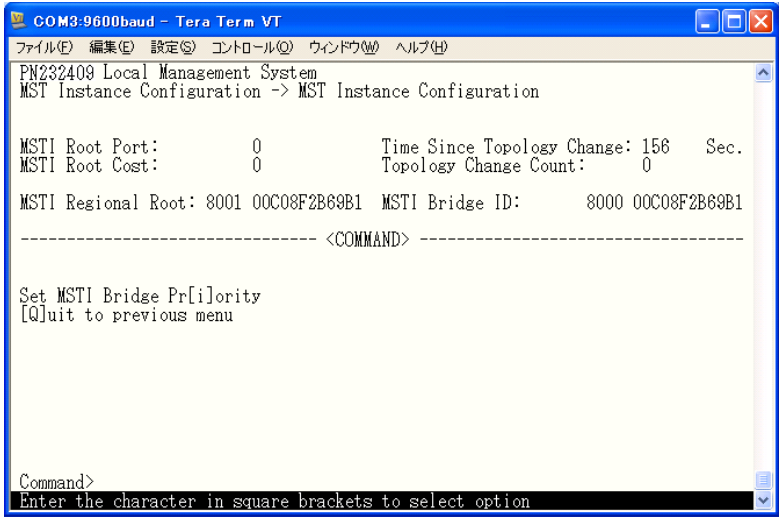 COM3:9600baud - Tera Term VT
ファイル(F) 編集(E) 設定(S) コントロール(O) ウィンドウ(W) ヘルプ(H)
PN232409 Local Management System
MST Instance Configuration -> MST Instance Configuration
MSTI Root Port: 0 Time Since Topology Change: 156 Sec.
MSTI Root Cost: 0 Topology Change Count: 0
MSTI Regional Root: 8001 00C08F2B69B1 MSTI Bridge ID: 8000 00C08F2B69B1
-------------------------------- <COMMAND> -----------------------------------
Set MSTI Bridge Pr[i]ority
[Q]uit to previous menu
Command>
Enter the character in square brackets to select option